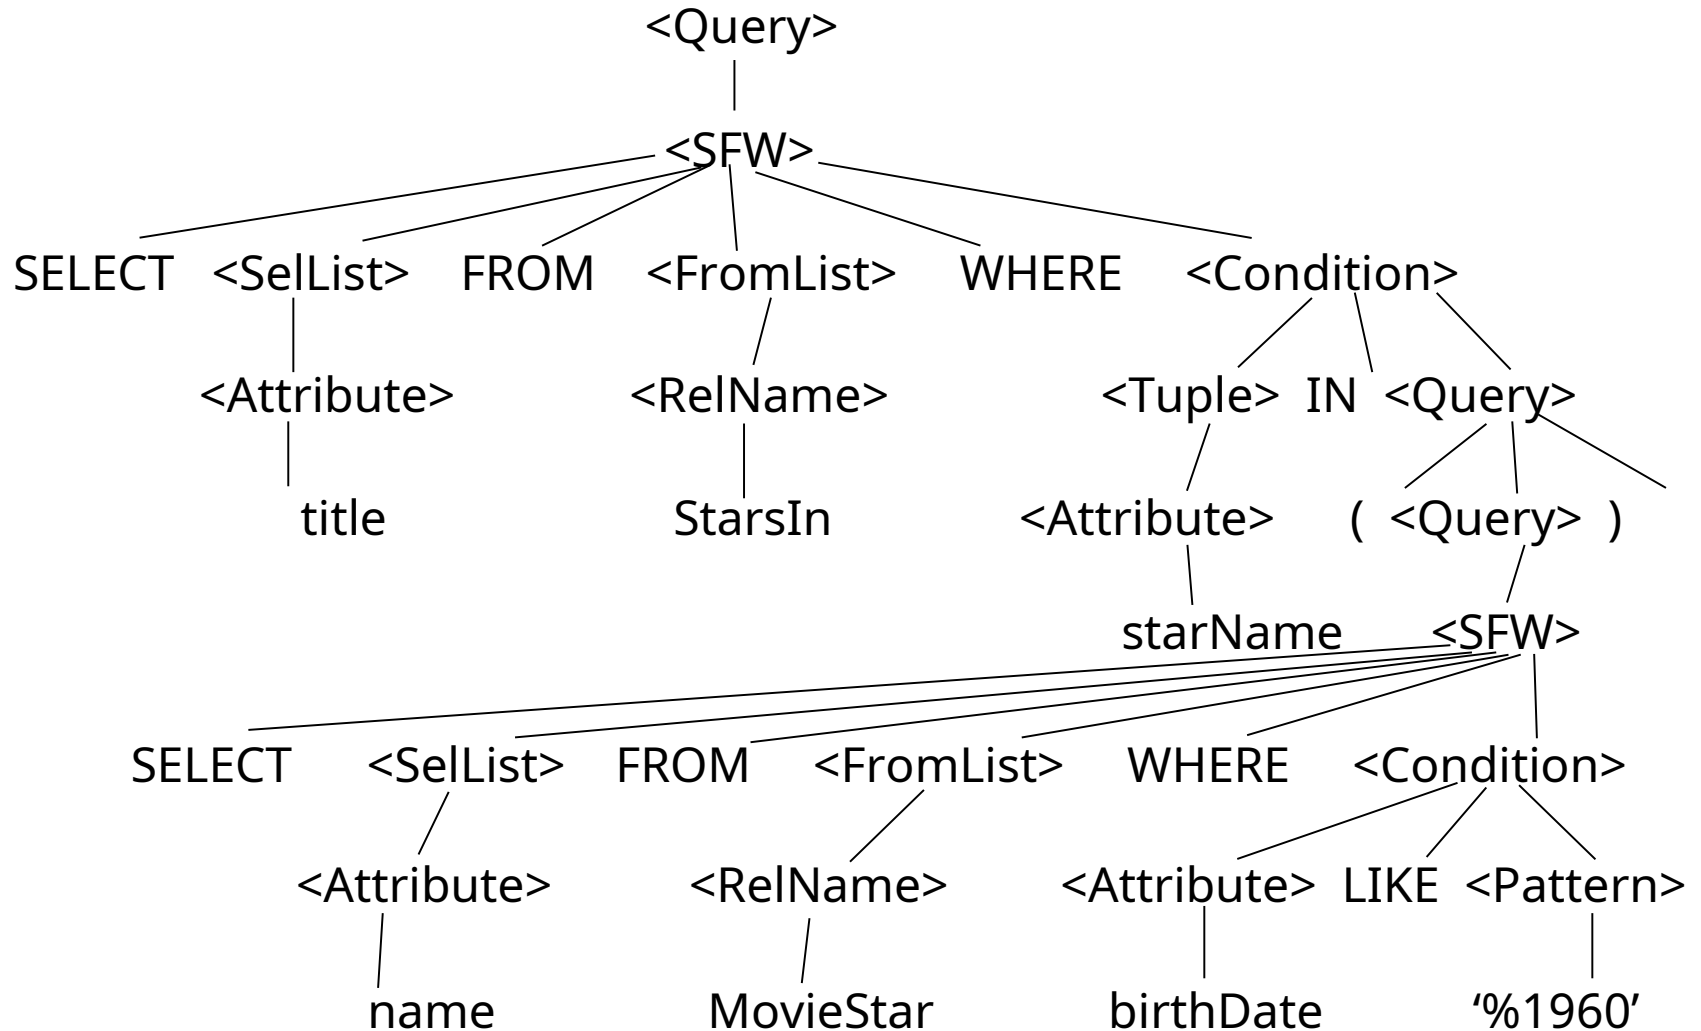 <Query>
<SFW>
SELECT <SelList> FROM <FromList> WHERE <Condition>
<Attribute> <RelName> <Tuple> IN <Query>
title StarsIn <Attribute> ( <Query> )
starName <SFW>
SELECT <SelList> FROM <FromList> WHERE <Condition>
<Attribute> <RelName> <Attribute> LIKE <Pattern>
name MovieStar birthDate ‘%1960’